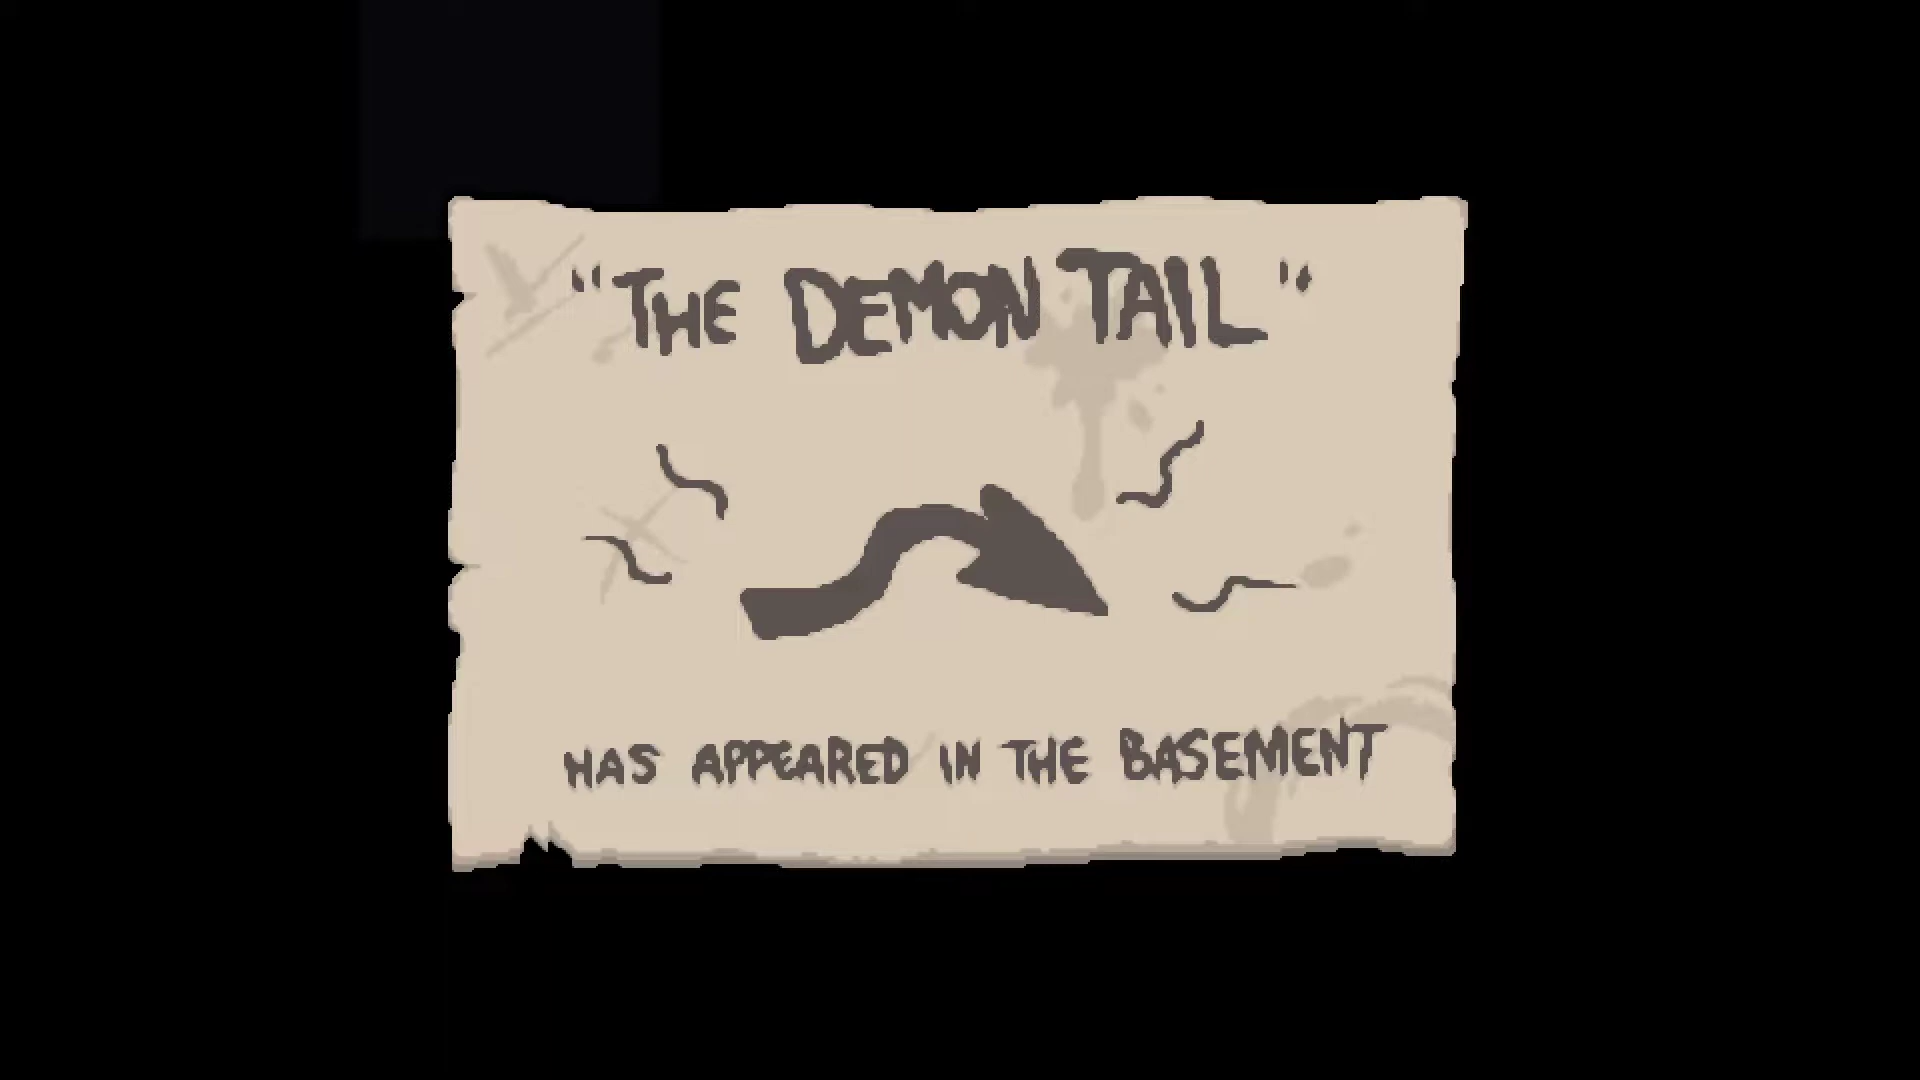 "THE DEMON TAIL"
HAS APPEARED IN THE BASEMENT